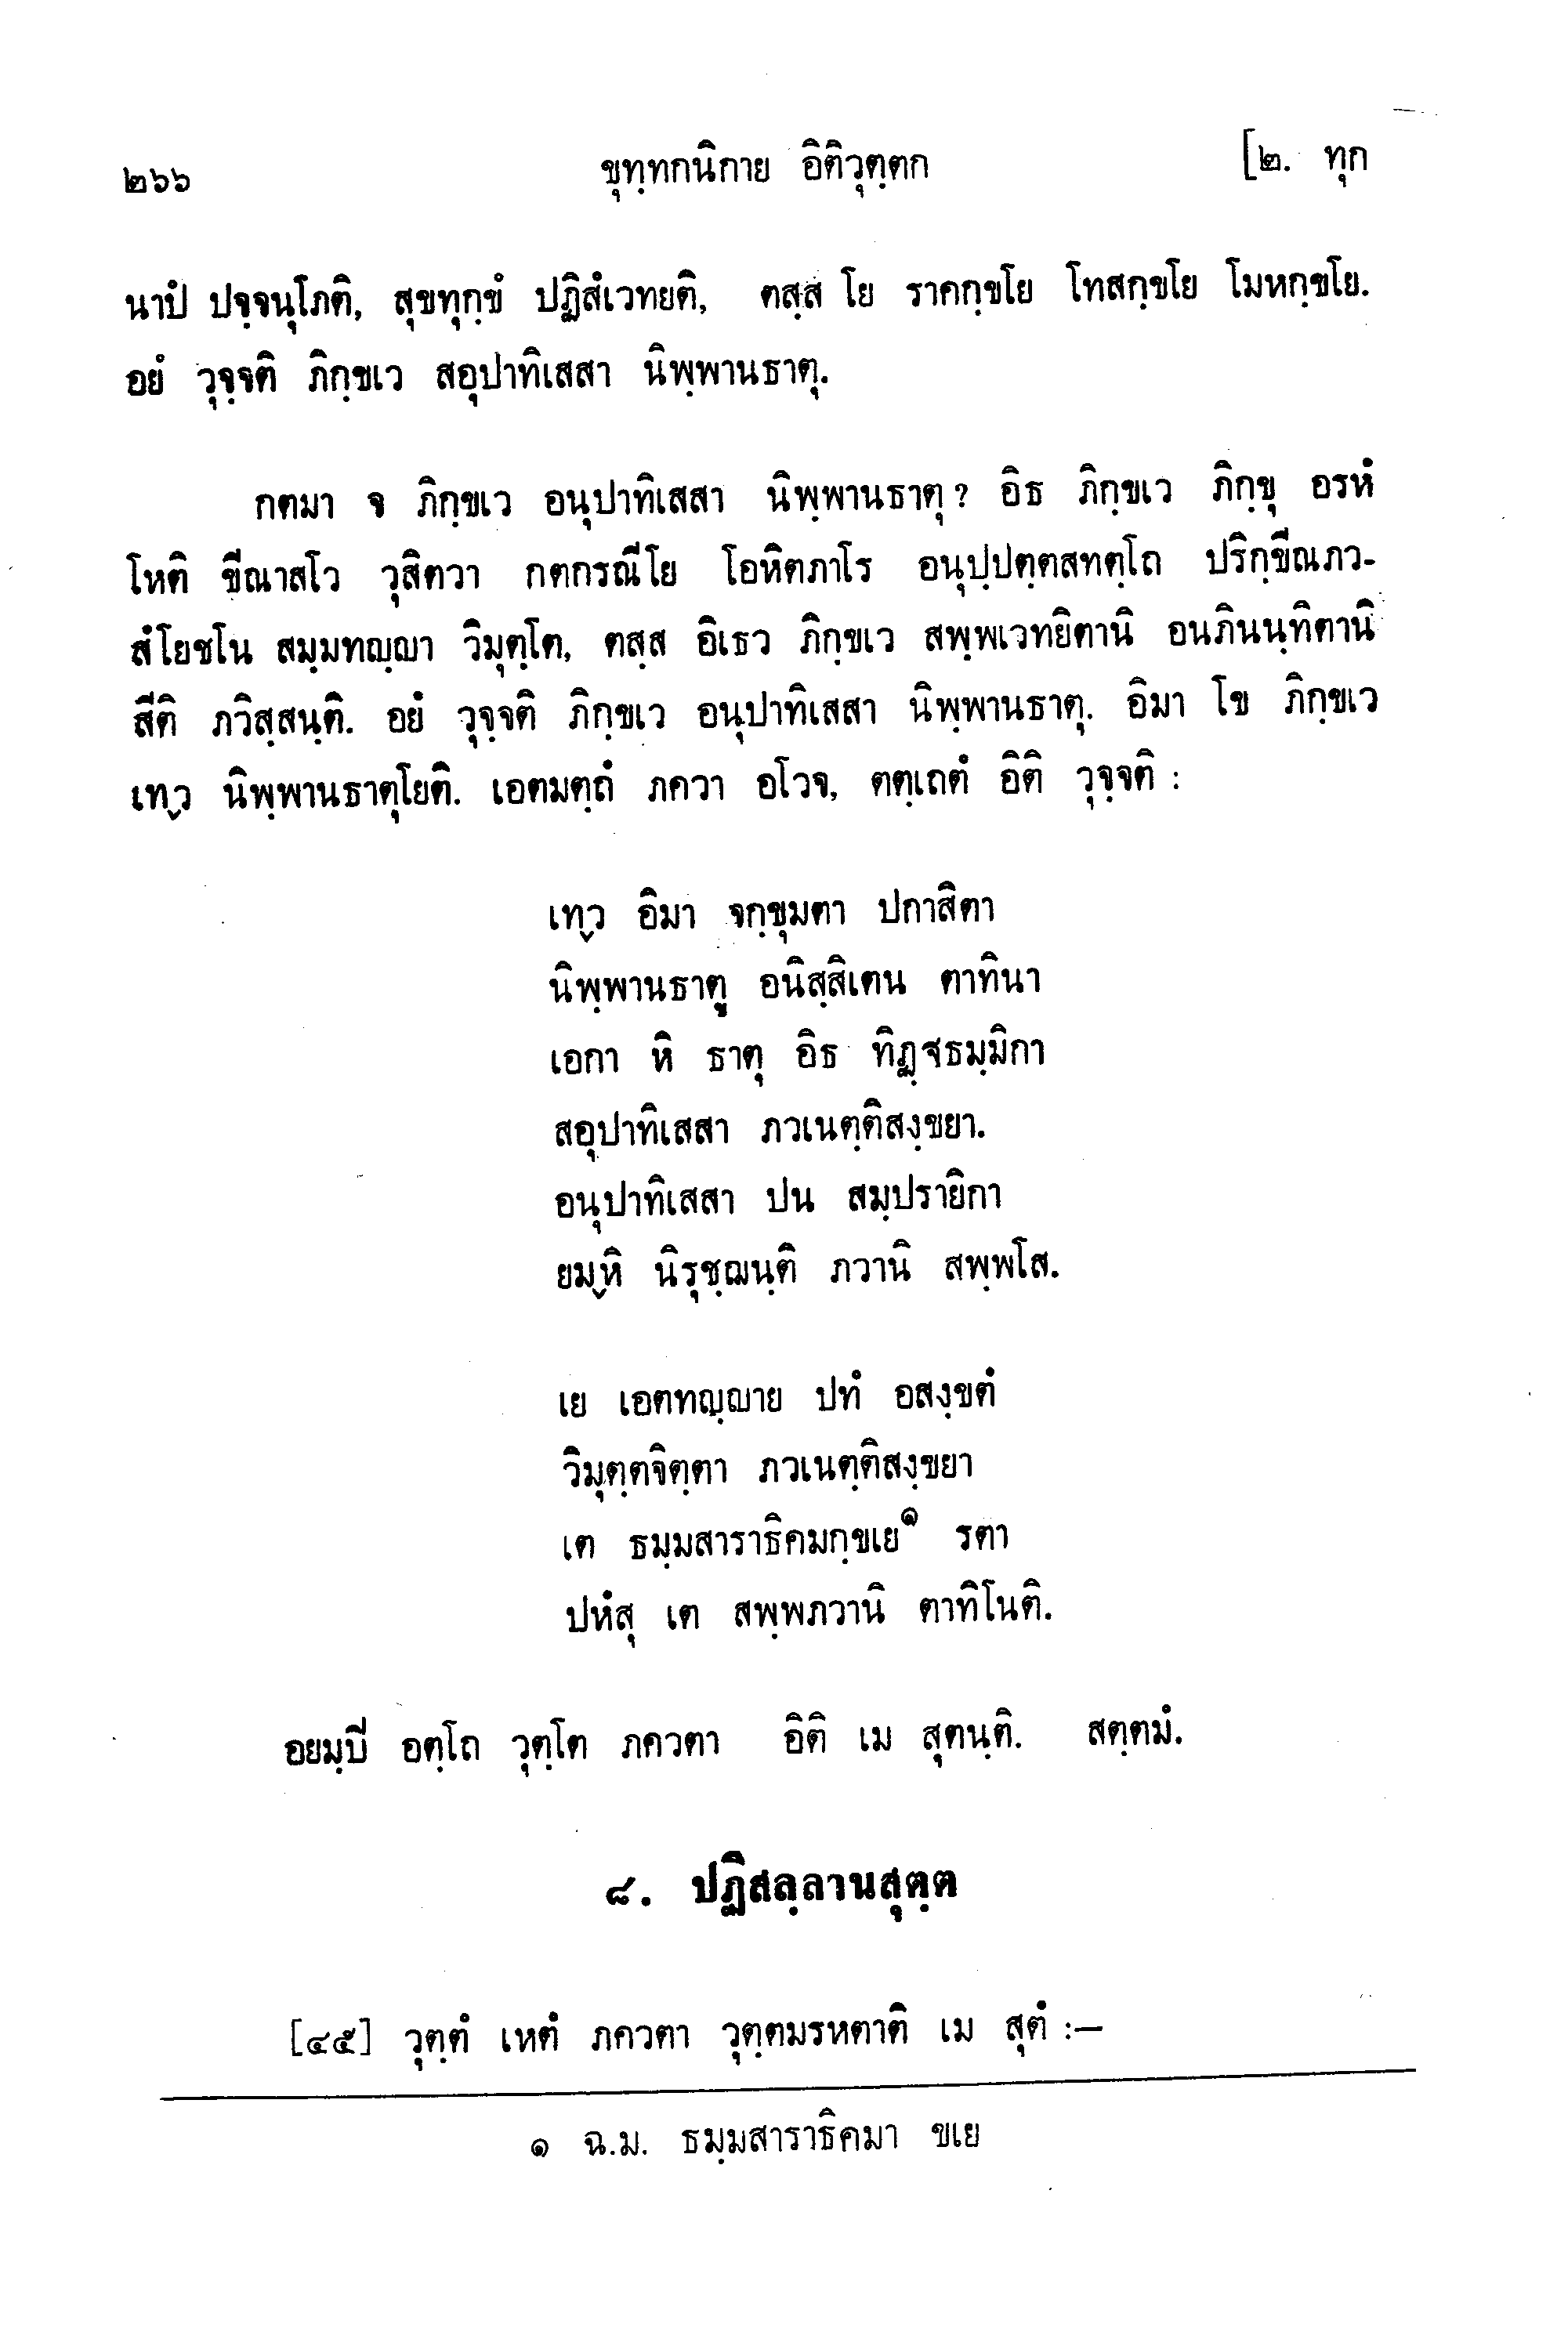 ๒๖๖ ขุทฺทกนิกาย อิติวุตฺตก [๒. ทุก
นาปํ ปจฺจนุโภติ, สุขทุกฺขํ ปฏิสํเวทยติ, ตสฺส โย ราคกฺขโย โทสกฺขโย โมหกฺขโย.
อยํ วุจฺจติ ภิกฺขเว สอุปาทิเสสา นิพฺพานธาตุ.
กตมา จ ภิกฺขเว อนุปาทิเสสา นิพฺพานธาตุ? อิธ ภิกฺขเว ภิกฺขุ อรหํ
โหติ ขีณาสโว วุสิตวา กตกรณีโย โอหิตภาโร อนุปฺปตฺตสทตฺโถ ปริกฺขีณภว-
สํโยชโน สมฺมทญฺญา วิมุตฺโต, ตสฺส อิเธว ภิกฺขเว สพฺพเวทยิตานิ อนภินนฺทิตานิ
สีติ ภวิสฺสนฺติ. อยํ วุจฺจติ ภิกฺขเว อนุปาทิเสสา นิพฺพานธาตุ. อิมา โข ภิกฺขเว
เทฺว นิพฺพานธาตุโยติ. เอตมตฺถํ ภควา อโวจ, ตตฺเถตํ อิติ วุจฺจติ :
เทฺว อิมา จกฺขุมตา ปกาสิตา
นิพฺพานธาตู อนิสฺสิเตน ตาทินา
เอกา หิ ธาตุ อิธ ทิฏฺฐธมฺมิกา
สอุปาทิเสสา ภวเนตฺติสงฺขยา.
อนุปาทิเสสา ปน สมฺปรายิกา
ยมฺหิ นิรุชฺฌนฺติ ภวานิ สพฺพโส.
เย เอตทญฺญาย ปทํ อสงฺขตํ
วิมุตฺตจิตฺตา ภวเนตฺติสงฺขยา
เต ธมฺมสาราธิคมกฺขเย๑ รตา
ปหํสุ เต สพฺพภวานิ ตาทิโนติ.
อยมฺปิ อตฺโถ วุตฺโต ภควตา อิติ เม สุตนฺติ. สตฺตมํ.
๘. ปฏิสลฺลานสุตฺต
[๔๕] วุตฺตํ เหตํ ภควตา วุตฺตมรหตาติ เม สุตํ :—
๑ ฉ.ม. ธมฺมสาราธิคมา ขเย